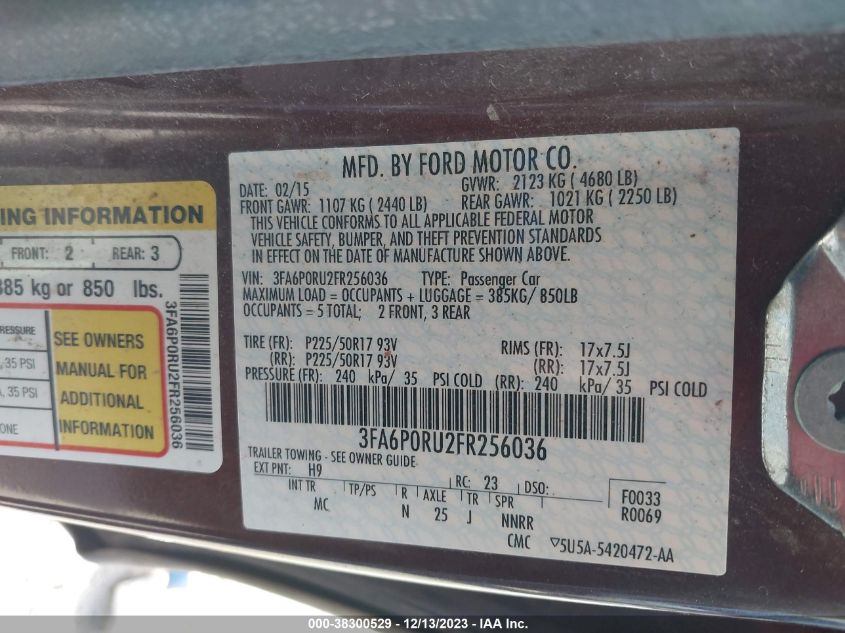 ING INFORMATION
FRONT: 2 REAR: 3
385 kg or 850 lbs.
PRESSURE
, 35 PSI
A, 35 PSI
ONE
SEE OWNERS
MANUAL FOR
ADDITIONAL
INFORMATION
3FA6P0RU2FR256036
MFD. BY FORD MOTOR CO.
DATE: 02/15 GVWR: 2123 KG ( 4680 LB)
FRONT GAWR: 1107 KG ( 2440 LB) REAR GAWR: 1021 KG ( 2250 LB)
THIS VEHICLE CONFORMS TO ALL APPLICABLE FEDERAL MOTOR
VEHICLE SAFETY, BUMPER, AND THEFT PREVENTION STANDARDS
IN EFFECT ON THE DATE OF MANUFACTURE SHOWN ABOVE.
VIN: 3FA6P0RU2FR256036 TYPE: Passenger Car
MAXIMUM LOAD = OCCUPANTS + LUGGAGE = 385KG/ 850LB
OCCUPANTS = 5 TOTAL; 2 FRONT, 3 REAR
TIRE (FR): P225/50R17 93V RIMS (FR): 17x7.5J
(RR): P225/50R17 93V (RR): 17x7.5J
PRESSURE (FR): 240 kPa/ 35 PSI COLD (RR): 240 kPa/ 35 PSI COLD
3FA6P0RU2FR256036
TRAILER TOWING - SEE OWNER GUIDE.
EXT PNT: H9 RC: 23 DSO:
INT TR TP/PS R AXLE TR SPR F0033
MC N 25 J NNRR R0069
CMC ▽5U5A-5420472-AA
000-38300529 - 12/13/2023 - IAA Inc.